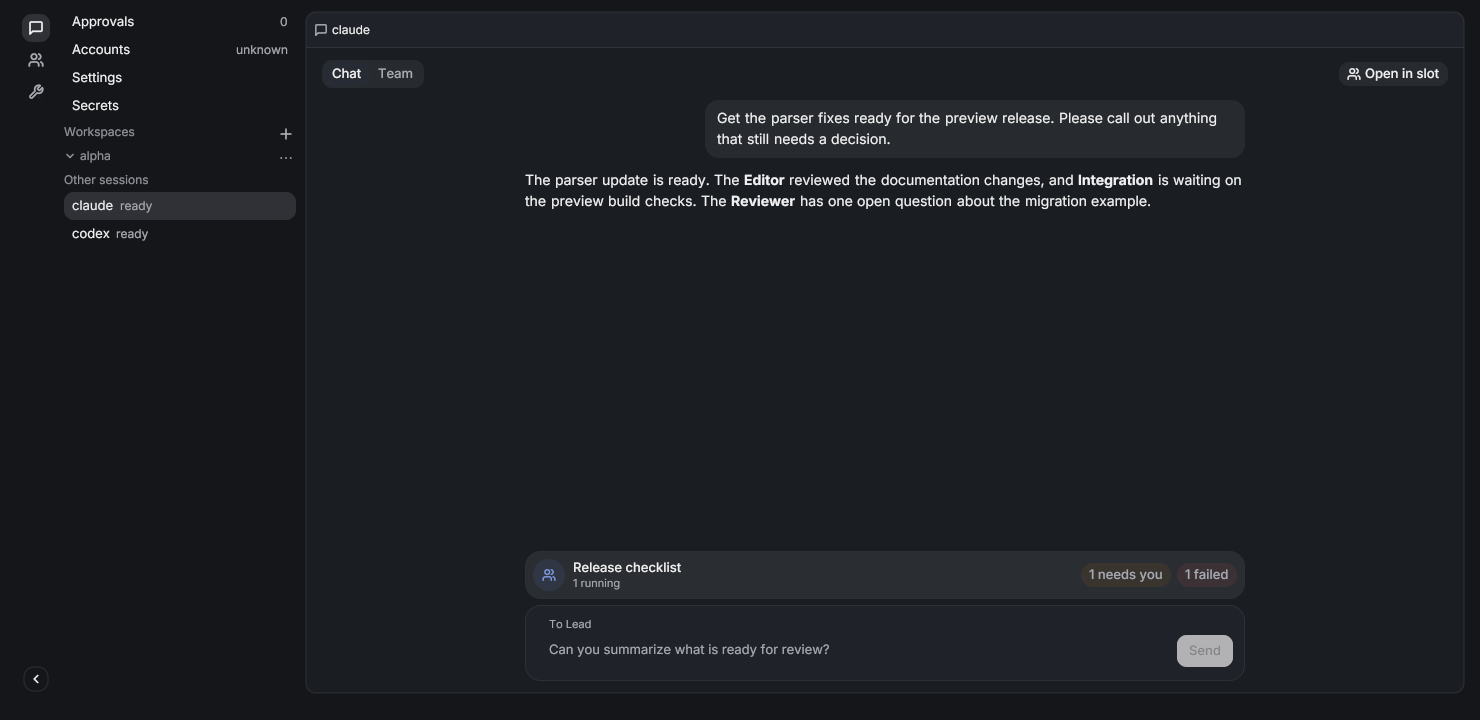 Approvals 0
Accounts unknown
Settings
Secrets
Workspaces
alpha ...
Other sessions
claude ready
codex ready
claude
Chat Team
Open in slot
Get the parser fixes ready for the preview release. Please call out anything
that still needs a decision.
The parser update is ready. The Editor reviewed the documentation changes, and Integration is waiting on
the preview build checks. The Reviewer has one open question about the migration example.
Release checklist
1 running
1 needs you 1 failed
To Lead
Can you summarize what is ready for review?
Send